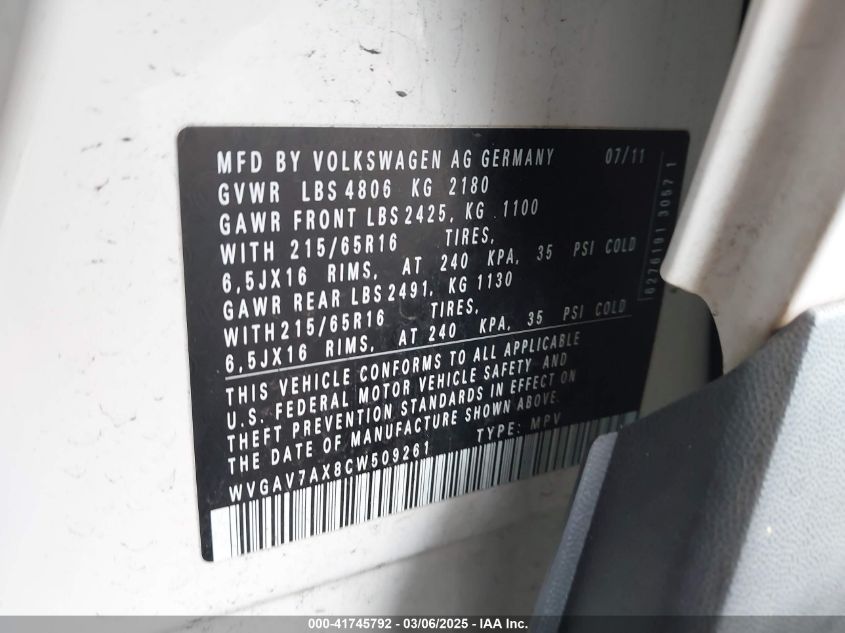 MFD BY VOLKSWAGEN AG GERMANY 07/11
GVWR LBS 4806 KG 2180
GAWR FRONT LBS 2425, KG 1100
WITH 215/65R16 TIRES,
6,5JX16 RIMS, AT 240 KPA, 35 PSI COLD
GAWR REAR LBS 2491, KG 1130
WITH 215/65R16 TIRES,
6,5JX16 RIMS, AT 240 KPA, 35 PSI COLD
THIS VEHICLE CONFORMS TO ALL APPLICABLE
U.S. FEDERAL MOTOR VEHICLE SAFETY AND
THEFT PREVENTION STANDARDS IN EFFECT ON
THE DATE OF MANUFACTURE SHOWN ABOVE.
WVGAV7AX8CW509261 TYPE: MPV
000-41745792 - 03/06/2025 - IAA Inc.